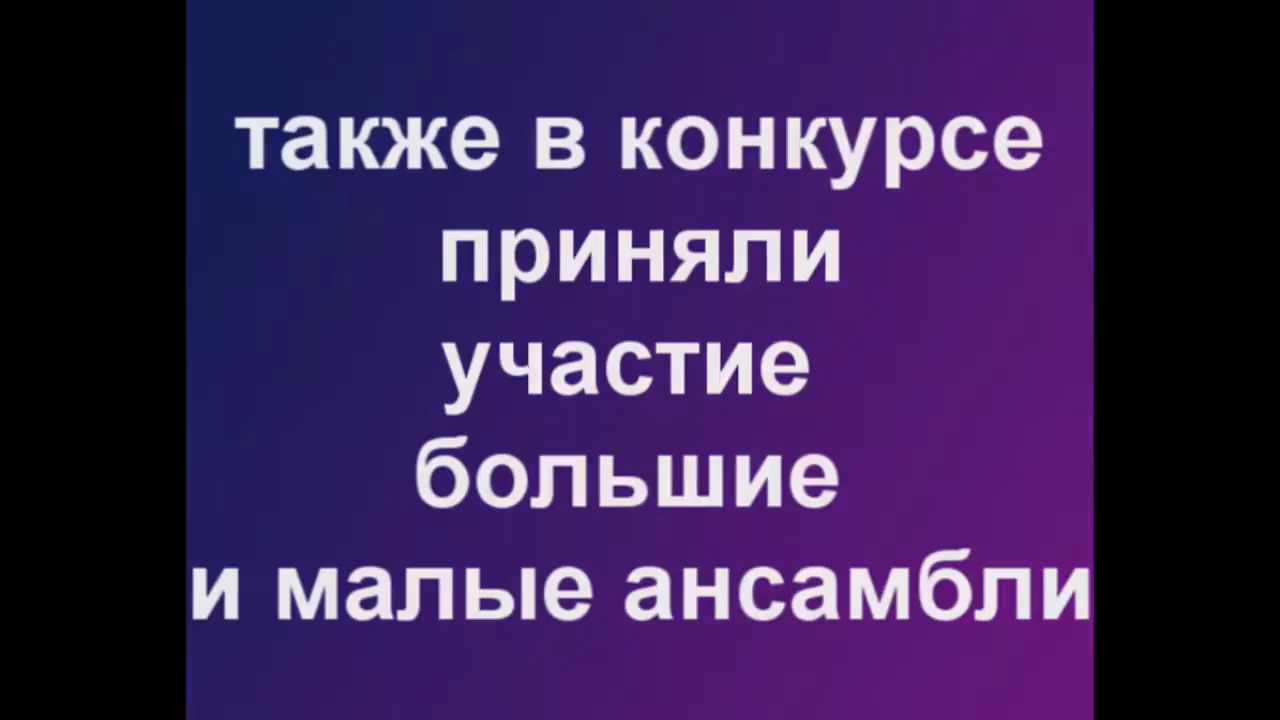 также в конкурсе
приняли
участие
большие
и малые ансамбли